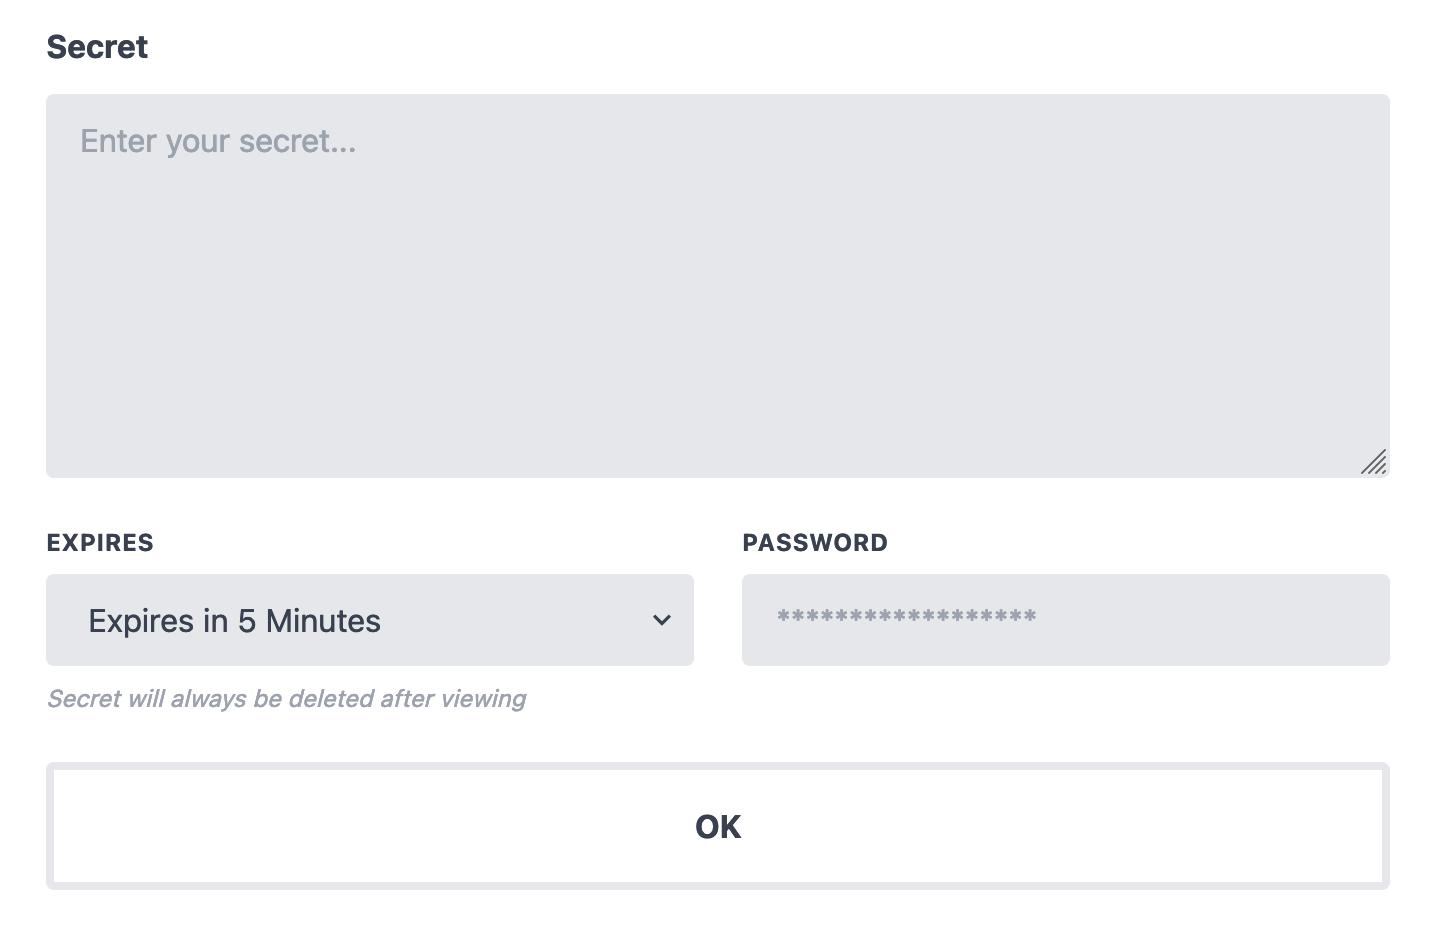 Secret
Enter your secret...
EXPIRES
PASSWORD
Expires in 5 Minutes
******************
Secret will always be deleted after viewing
OK